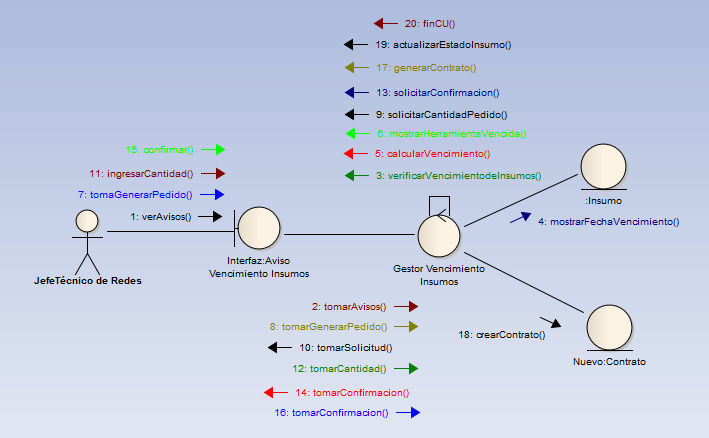 20: finCU()
19: actualizarEstadoInsumo()
17: generarContrato()
13: solicitarConfirmacion()
9: solicitarCantidadPedido()
6: mostrarHerramientaVencida()
5: calcularVencimiento()
3: verificarVencimientodeInsumos()
15: confirmar()
11: ingresarCantidad()
7: tomaGenerarPedido()
1: verAvisos()
:Insumo
4: mostrarFechaVencimiento()
JefeTécnico de Redes
Interfaz:Aviso
Vencimiento Insumos
Gestor Vencimiento
Insumos
2: tomarAvisos()
8: tomarGenerarPedido()
10: tomarSolicitud()
12: tomarCantidad()
14: tomarConfirmacion()
16: tomarConfirmacion()
18: crearContrato()
Nuevo:Contrato